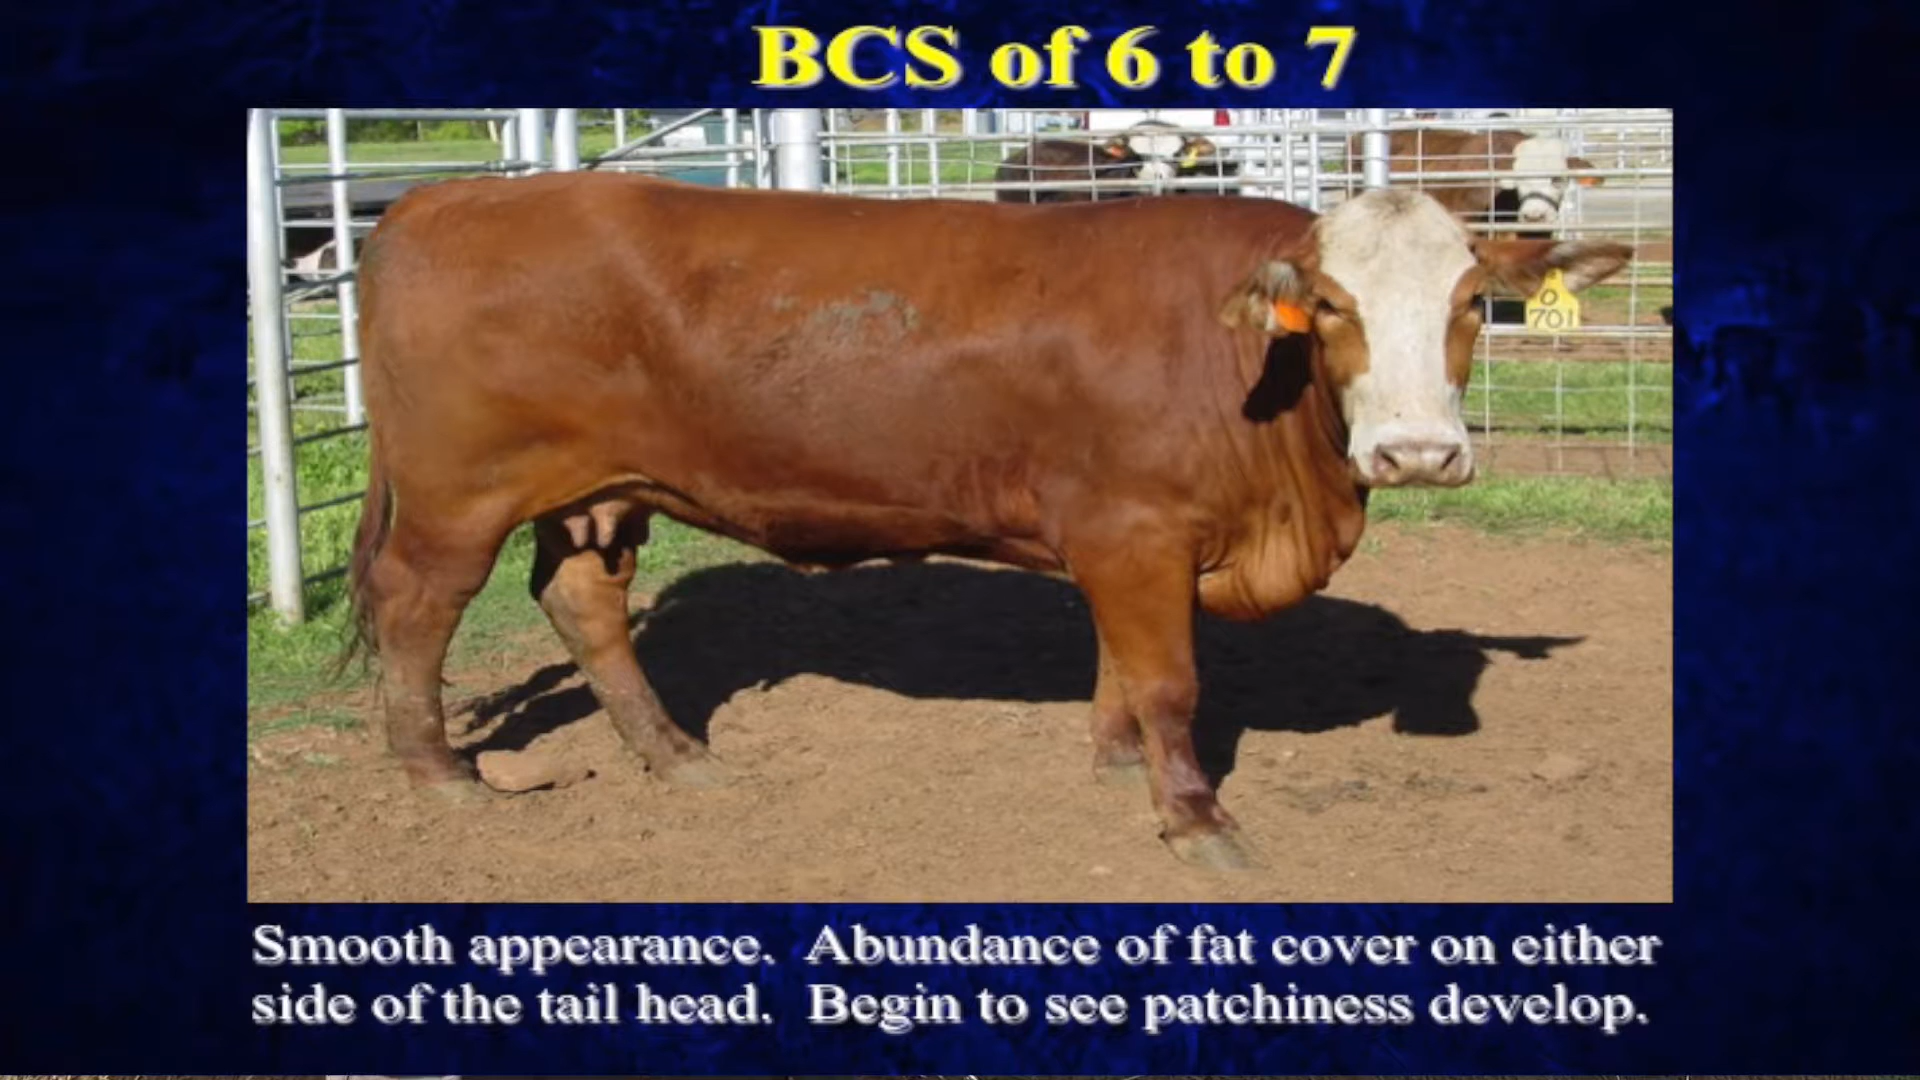 BCS of 6 to 7
O
701
Smooth appearance.  Abundance of fat cover on either
side of the tail head.  Begin to see patchiness develop.